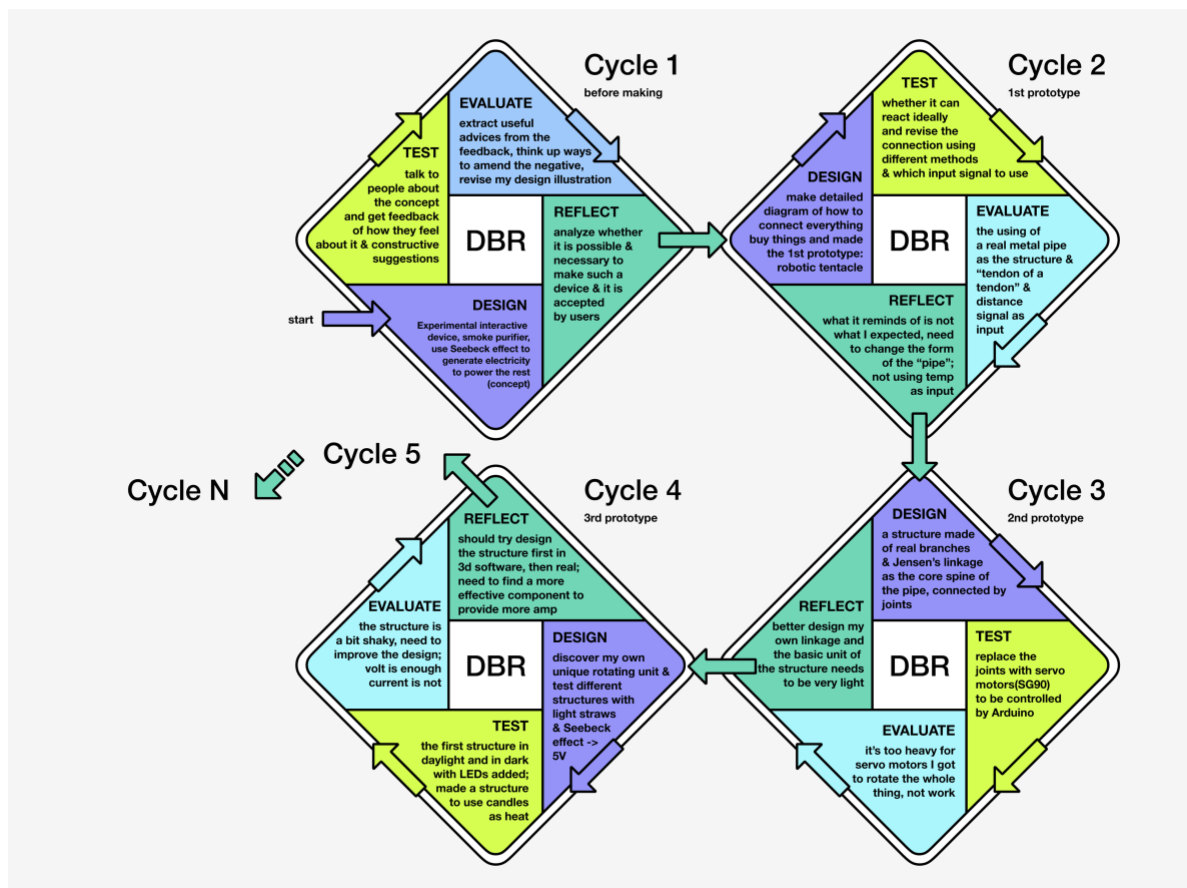 Cycle 1
before making
EVALUATE
extract useful
advices from the
feedback, think up ways
to amend the negative,
revise my design illustration
TEST
talk to
people about
the concept
and get feedback
of how they feel
about it & constructive
suggestions
DBR
REFLECT
analyze whether
it is possible &
necessary to
make such a
device & it is
accepted
by users
start
DESIGN
Experimental interactive
device, smoke purifier,
use Seebeck effect to
generate electricity
to power the rest
(concept)
Cycle 2
1st prototype
TEST
whether it can
react ideally
and revise the
connection using
different methods
& which input signal to use
DESIGN
make detailed
diagram of how to
connect everything
buy things and made
the 1st prototype:
robotic tentacle
DBR
EVALUATE
the using of
a real metal pipe
as the structure &
“tendon of a
tendon” &
distance
signal as
input
REFLECT
what it reminds of is not
what I expected, need
to change the form
of the “pipe”;
not using temp
as input
Cycle 3
2nd prototype
DESIGN
a structure made
of real branches
& Jensen’s linkage
as the core spine of
the pipe, connected by
joints
REFLECT
better design my
own linkage and
the basic unit of
the structure needs
to be very light
DBR
TEST
replace the
joints with servo
motors(SG90)
to be controlled
by Arduino
EVALUATE
it’s too heavy for
servo motors I got
to rotate the whole
thing, not work
Cycle 4
3rd prototype
REFLECT
should try design
the structure first in
3d software, then real;
need to find a more
effective component to
provide more amp
EVALUATE
the structure is
a bit shaky, need to
improve the design;
volt is enough
current is not
DBR
DESIGN
discover my own
unique rotating unit &
test different
structures with
light straws
& Seebeck
effect ->
5V
TEST
the first structure in
daylight and in dark
with LEDs added;
made a structure
to use candles
as heat
Cycle 5
Cycle N